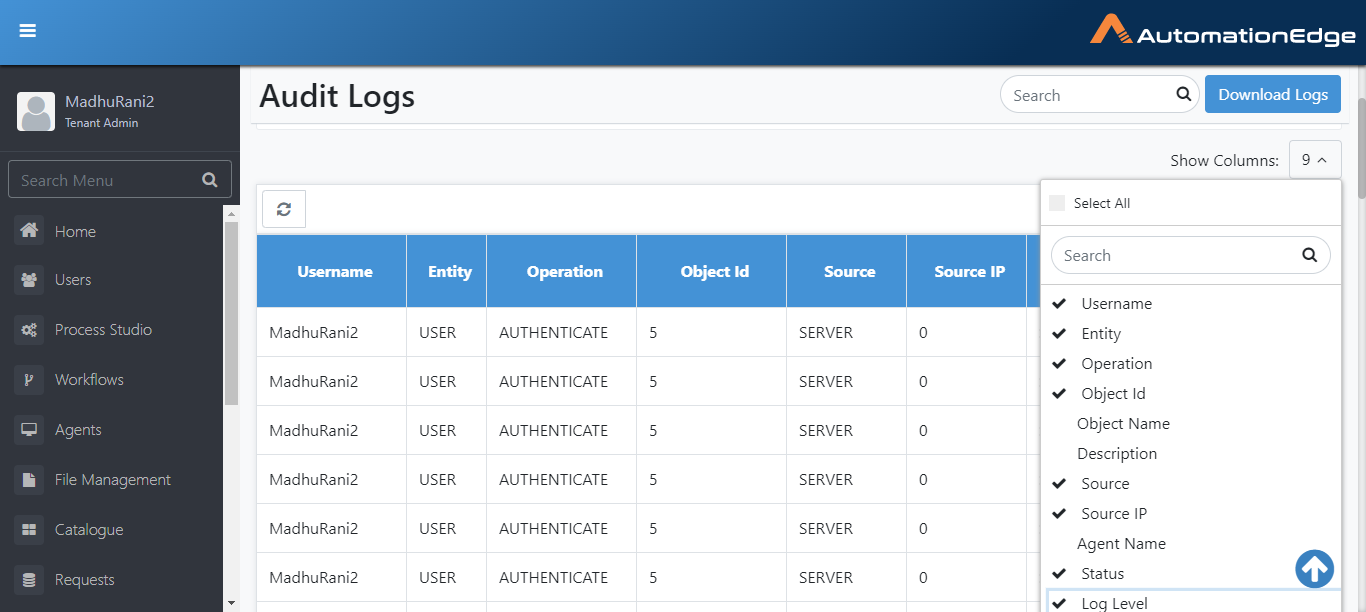 AutomationEdge
MadhuRani2
Tenant Admin
Search Menu
Home
Users
Process Studio
Workflows
Agents
File Management
Catalogue
Requests
Audit Logs
Search
Download Logs
Show Columns: 9
Username Entity Operation Object Id Source Source IP
MadhuRani2 USER AUTHENTICATE 5 SERVER 0
MadhuRani2 USER AUTHENTICATE 5 SERVER 0
MadhuRani2 USER AUTHENTICATE 5 SERVER 0
MadhuRani2 USER AUTHENTICATE 5 SERVER 0
MadhuRani2 USER AUTHENTICATE 5 SERVER 0
MadhuRani2 USER AUTHENTICATE 5 SERVER 0
Select All
Search
Username
Entity
Operation
Object Id
Object Name
Description
Source
Source IP
Agent Name
Status
Log Level